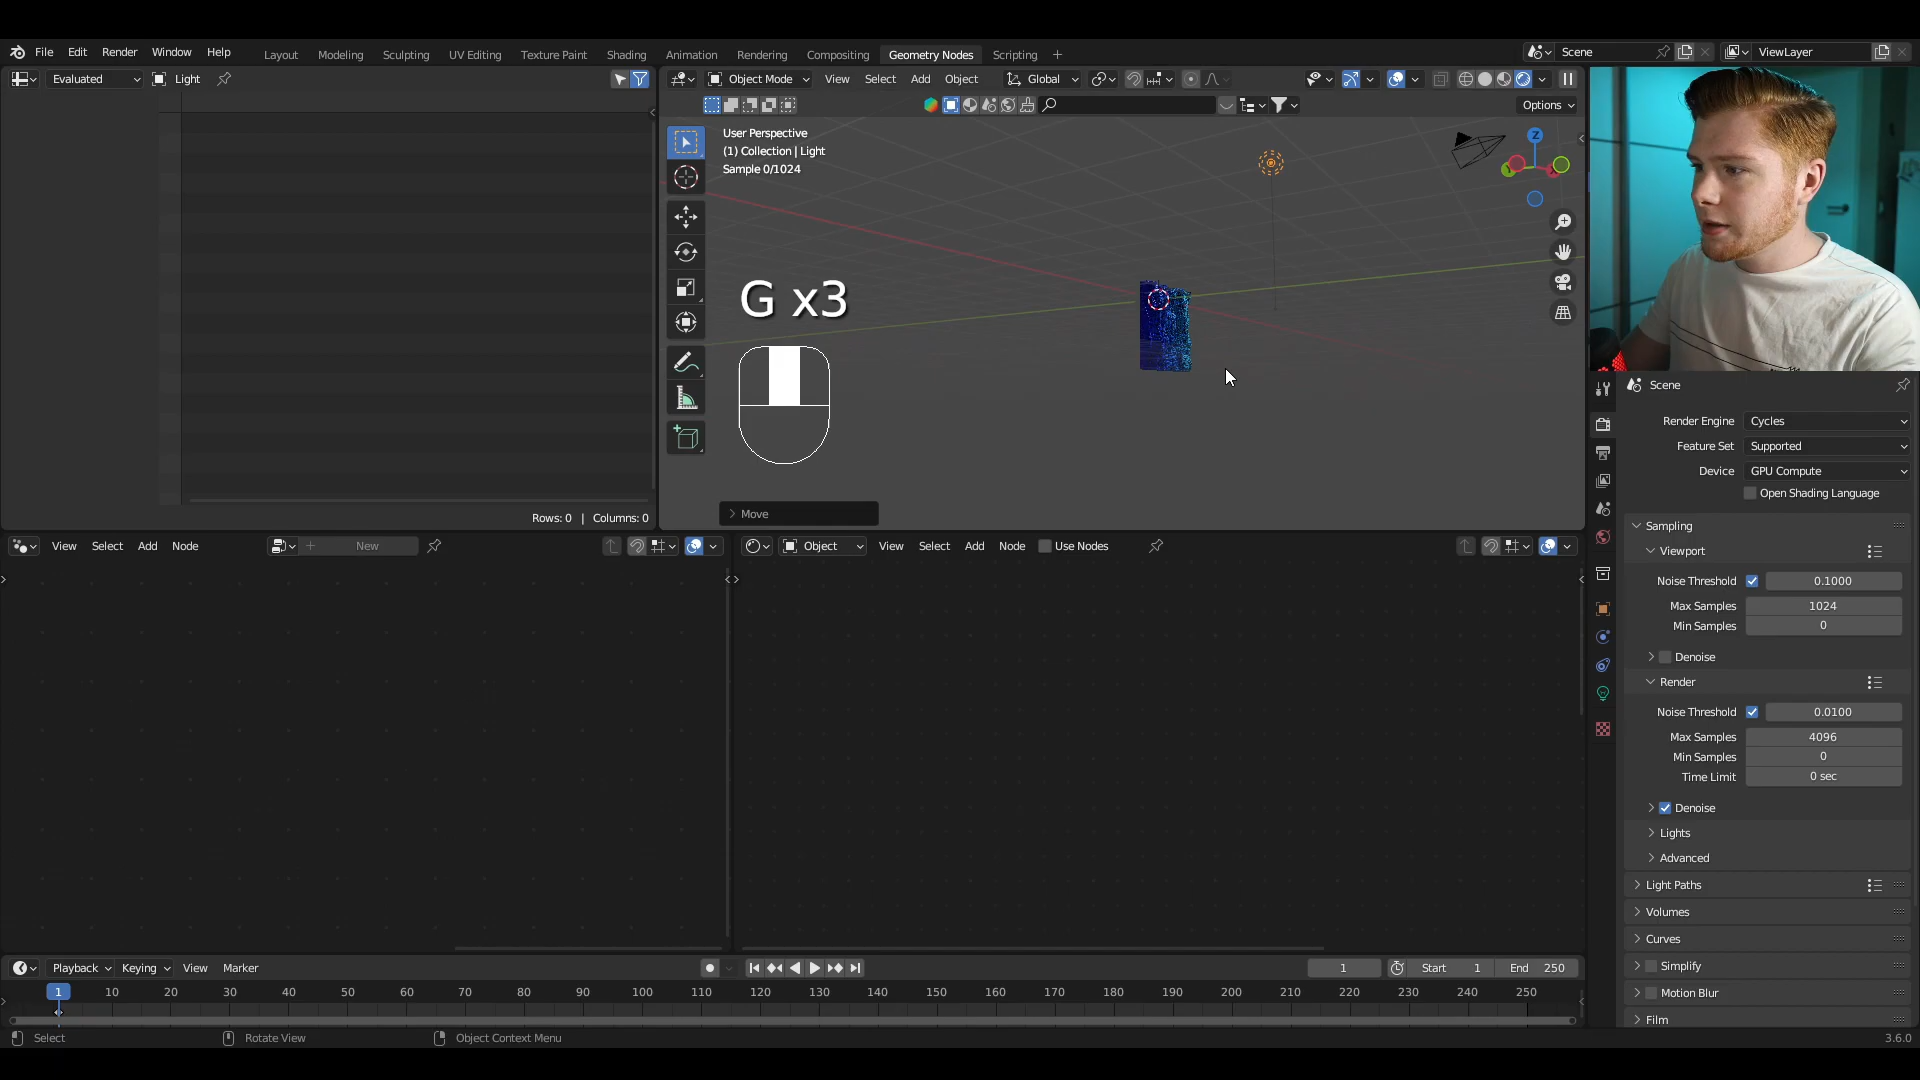 File Edit Render Window Help
Layout Modeling Sculpting UV Editing Texture Paint Shading Animation Rendering Compositing Geometry Nodes Scripting +
Scene
ViewLayer
Evaluated
Light
Object Mode View Select Add Object Global
Options
User Perspective
(1) Collection | Light
Sample 0/1024
Z
G x3
Move
Rows: 0 | Columns: 0
Scene
Render Engine Cycles
Feature Set Supported
Device GPU Compute
Open Shading Language
Sampling
Viewport
Noise Threshold 0.1000
Max Samples 1024
Min Samples 0
Denoise
Render
Noise Threshold 0.0100
Max Samples 4096
Min Samples 0
Time Limit 0 sec
Denoise
Lights
Advanced
Light Paths
Volumes
Curves
Simplify
Motion Blur
Film
View Select Add Node
New
Object View Select Add Node Use Nodes
Playback Keying View Marker
1
Start 1 End 250
1 10 20 30 40 50 60 70 80 90 100 110 120 130 140 150 160 170 180 190 200 210 220 230 240 250
Select
Rotate View
Object Context Menu
3.6.0